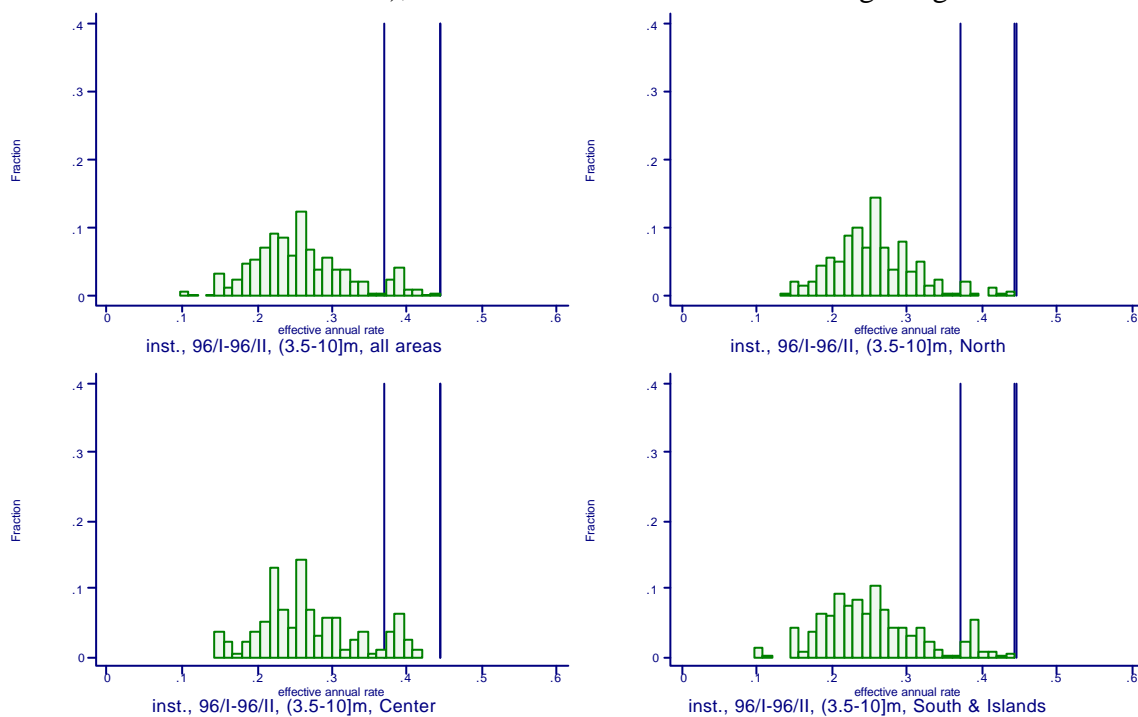 .4
.3
.2
.1
0
Fraction
0 .1 .2 .3 .4 .5 .6
effective annual rate
inst., 96/I-96/II, (3.5-10]m, all areas
.4
.3
.2
.1
0
Fraction
0 .1 .2 .3 .4 .5 .6
effective annual rate
inst., 96/I-96/II, (3.5-10]m, North
.4
.3
.2
.1
0
Fraction
0 .1 .2 .3 .4 .5 .6
effective annual rate
inst., 96/I-96/II, (3.5-10]m, Center
.4
.3
.2
.1
0
Fraction
0 .1 .2 .3 .4 .5 .6
effective annual rate
inst., 96/I-96/II, (3.5-10]m, South & Islands